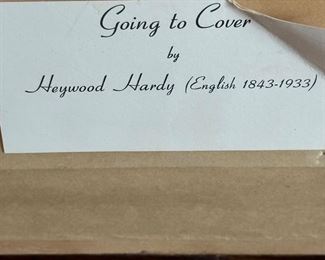 Going to Cover
by
Heywood Hardy (English 1843-1933)